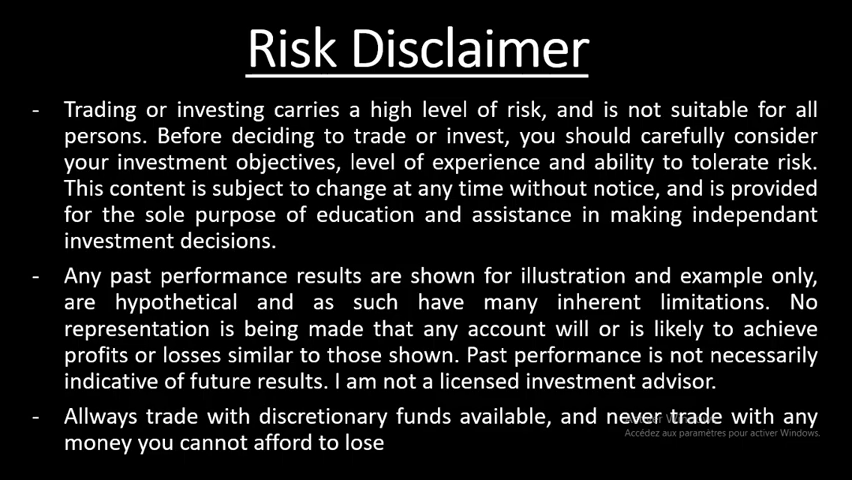 Risk Disclaimer
- Trading or investing carries a high level of risk, and is not suitable for all
persons. Before deciding to trade or invest, you should carefully consider
your investment objectives, level of experience and ability to tolerate risk.
This content is subject to change at any time without notice, and is provided
for the sole purpose of education and assistance in making independant
investment decisions.
- Any past performance results are shown for illustration and example only,
are hypothetical and as such have many inherent limitations. No
representation is being made that any account will or is likely to achieve
profits or losses similar to those shown. Past performance is not necessarily
indicative of future results. I am not a licensed investment advisor.
- Allways trade with discretionary funds available, and never trade with any
money you cannot afford to lose
Accédez aux paramètres pour activer Windows.